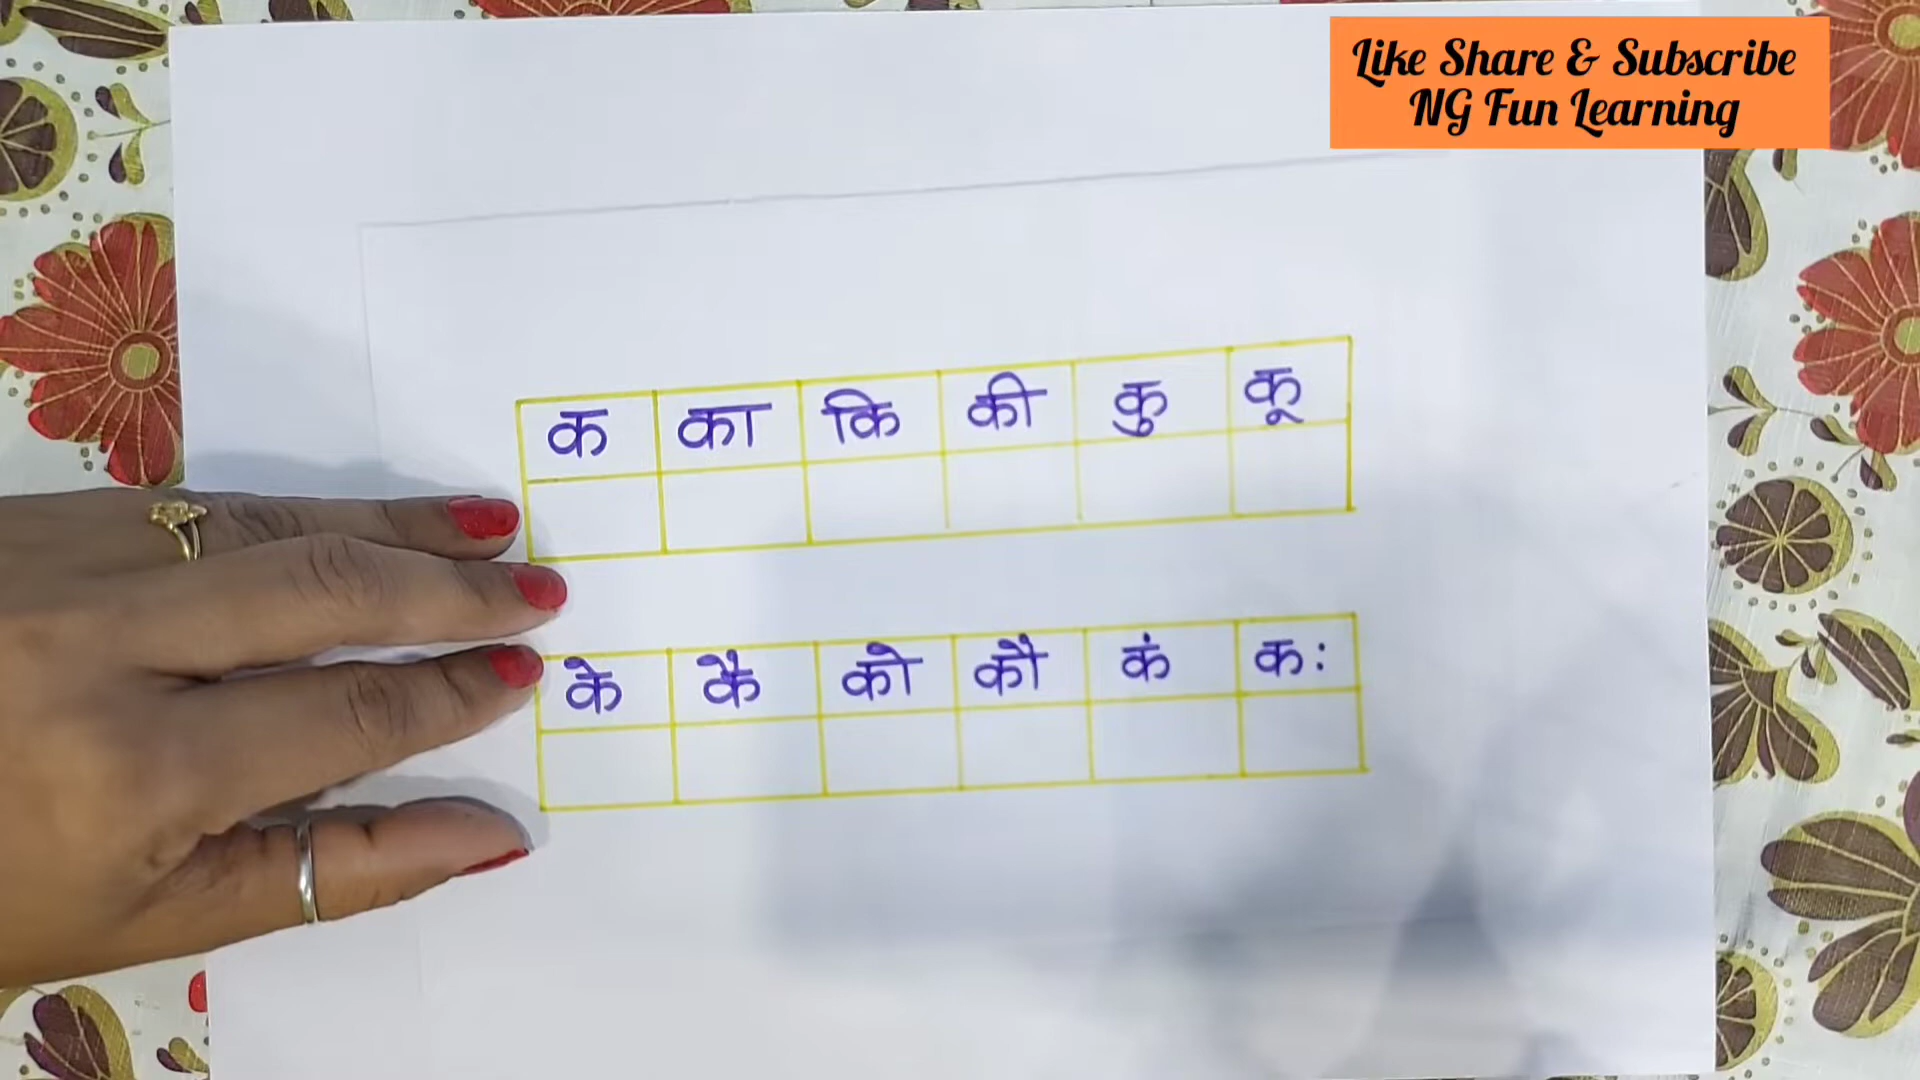 Like Share & Subscribe
NG Fun Learning
क का कि की कु कू
के कै को कौ कं कः